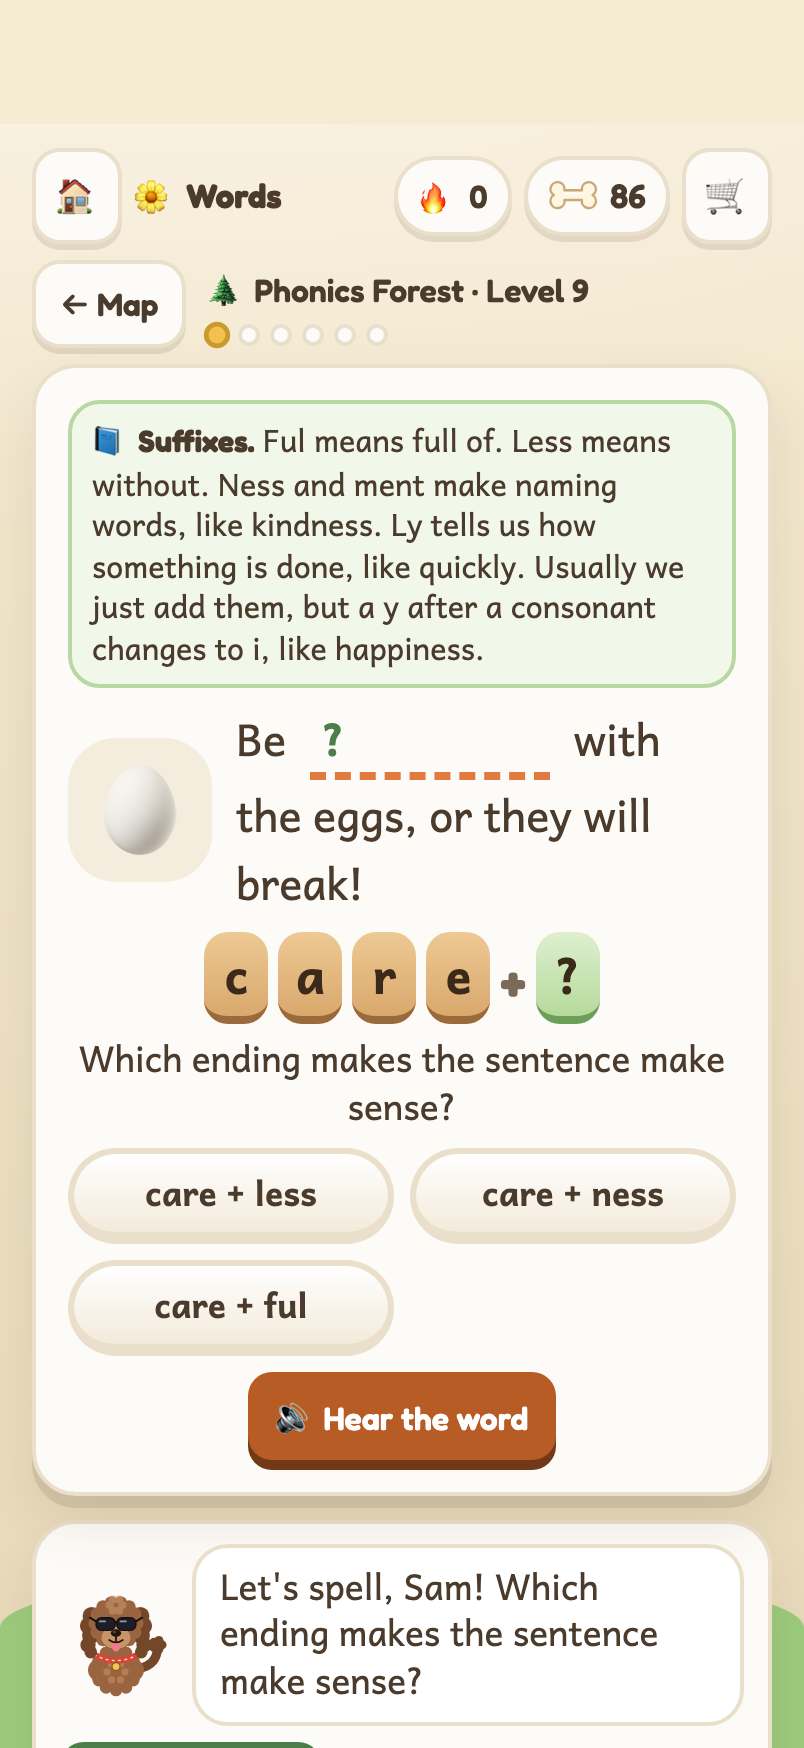 Words
0
86
← Map
Phonics Forest · Level 9
Suffixes. Ful means full of. Less means
without. Ness and ment make naming
words, like kindness. Ly tells us how
something is done, like quickly. Usually we
just add them, but a y after a consonant
changes to i, like happiness.
Be ? with
the eggs, or they will
break!
c a r e + ?
Which ending makes the sentence make
sense?
care + less
care + ness
care + ful
Hear the word
Let's spell, Sam! Which
ending makes the sentence
make sense?